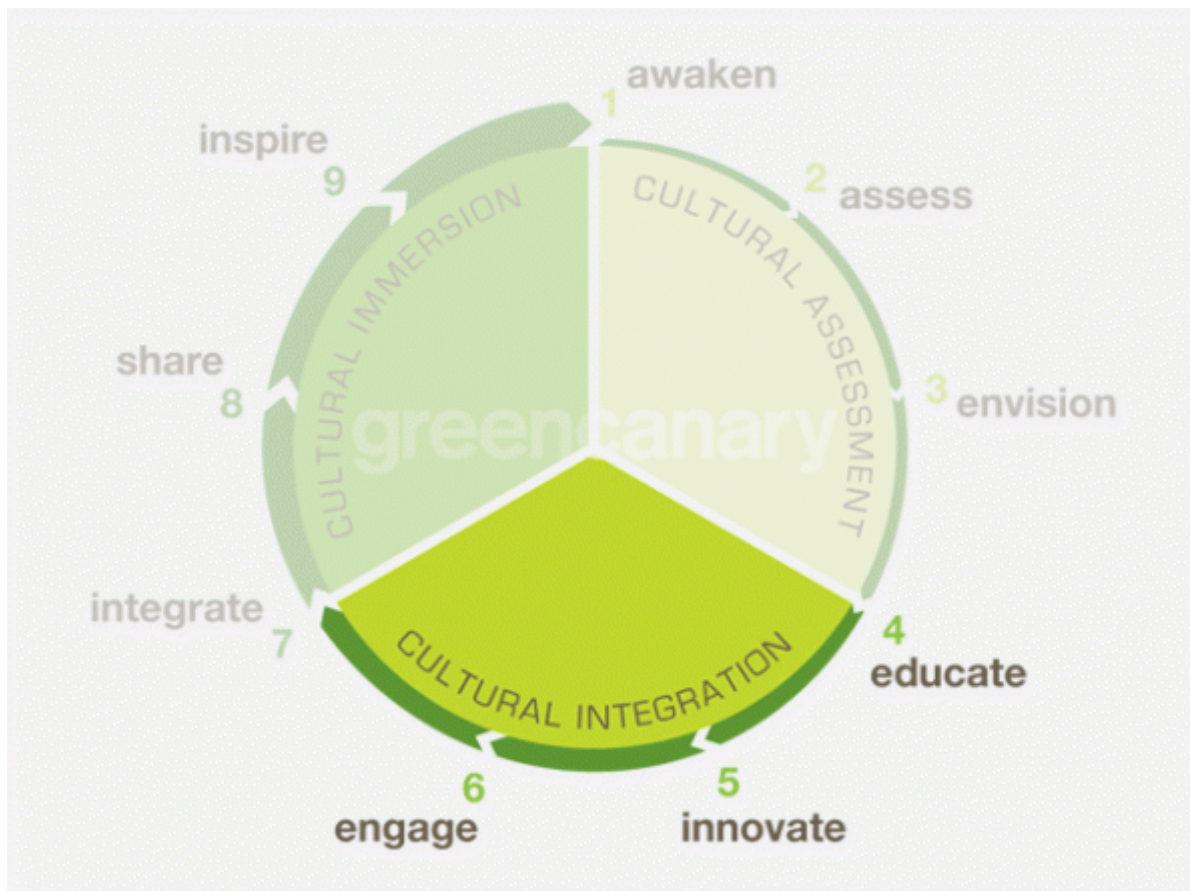 1
awaken
2
assess
3
envision
4
educate
5
innovate
6
engage
7
integrate
8
share
9
inspire
CULTURAL ASSESSMENT
CULTURAL INTEGRATION
CULTURAL IMMERSION
greencanary